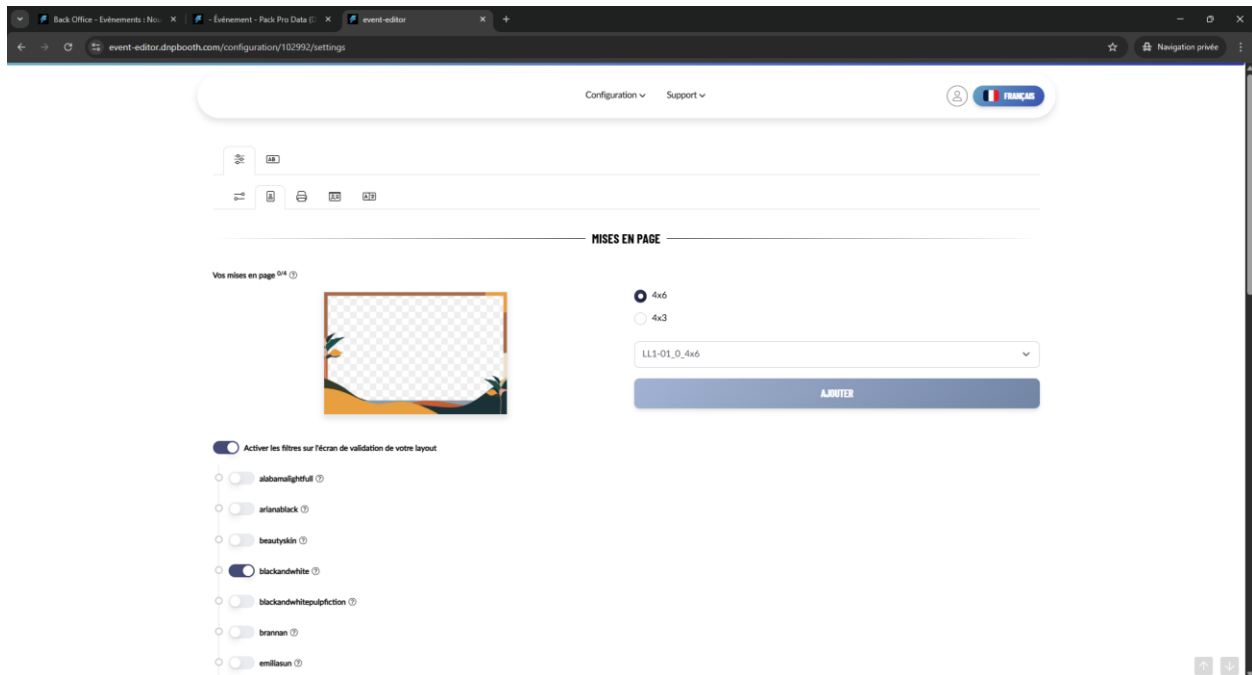 Back Office - Evènements : Nou
- Évènement - Pack Pro Data (D
event-editor
event-editor.dnpbooth.com/configuration/102992/settings
Navigation privée
Configuration
Support
FRANÇAIS
AB
MISES EN PAGE
Vos mises en page 0/4
4x6
4x3
LL1-01_0_4x6
AJOUTER
Activer les filtres sur l'écran de validation de votre layout
alabamalightfull
arianablack
beautyskin
blackandwhite
blackandwhitepulpfiction
brannan
emiliasun